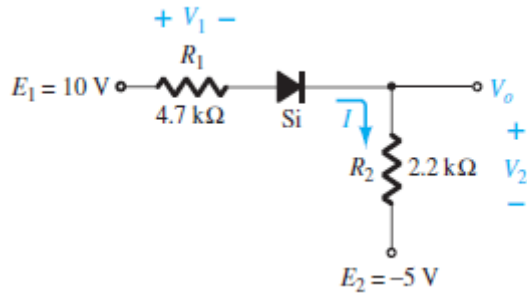 + V₁ −
R₁
E₁ = 10 V
4.7 kΩ
Si
I
Vₒ
+
R₂
2.2 kΩ
V₂
−
E₂ = −5 V